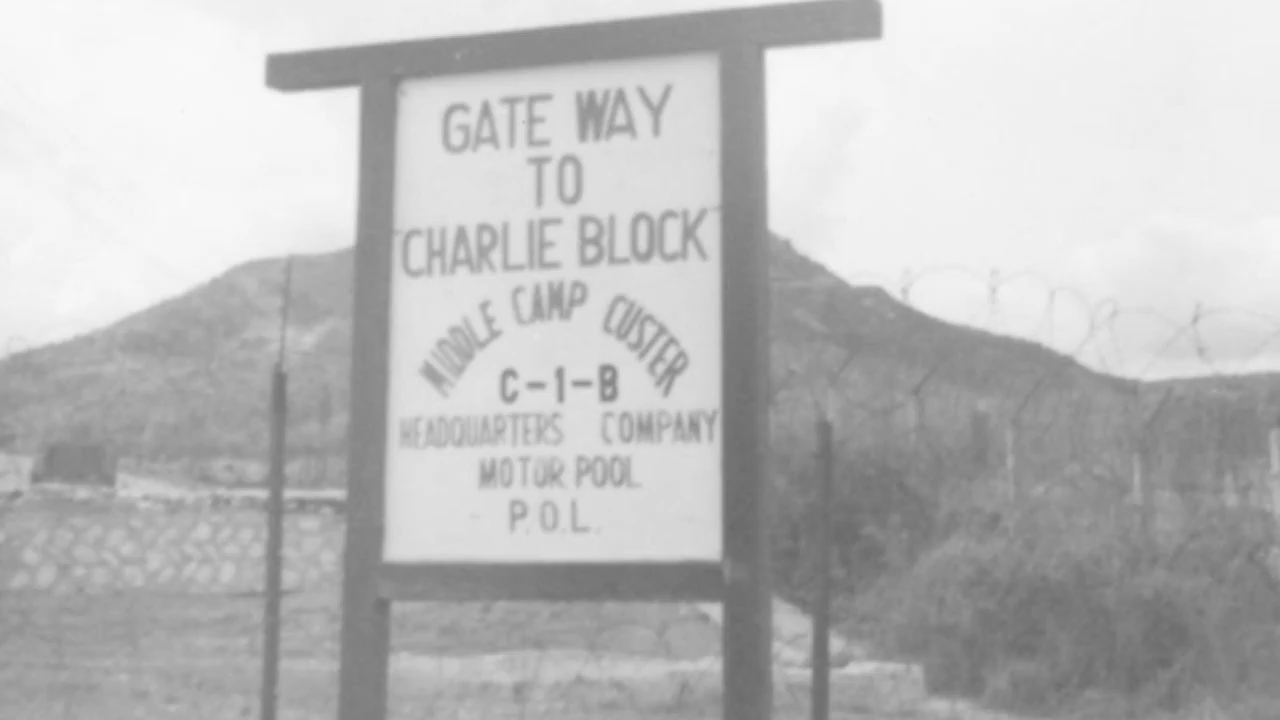 GATE WAY
TO
CHARLIE BLOCK
MIDDLE CAMP CUSTER
C-1-B
HEADQUARTERS COMPANY
MOTOR POOL
P.O.L.